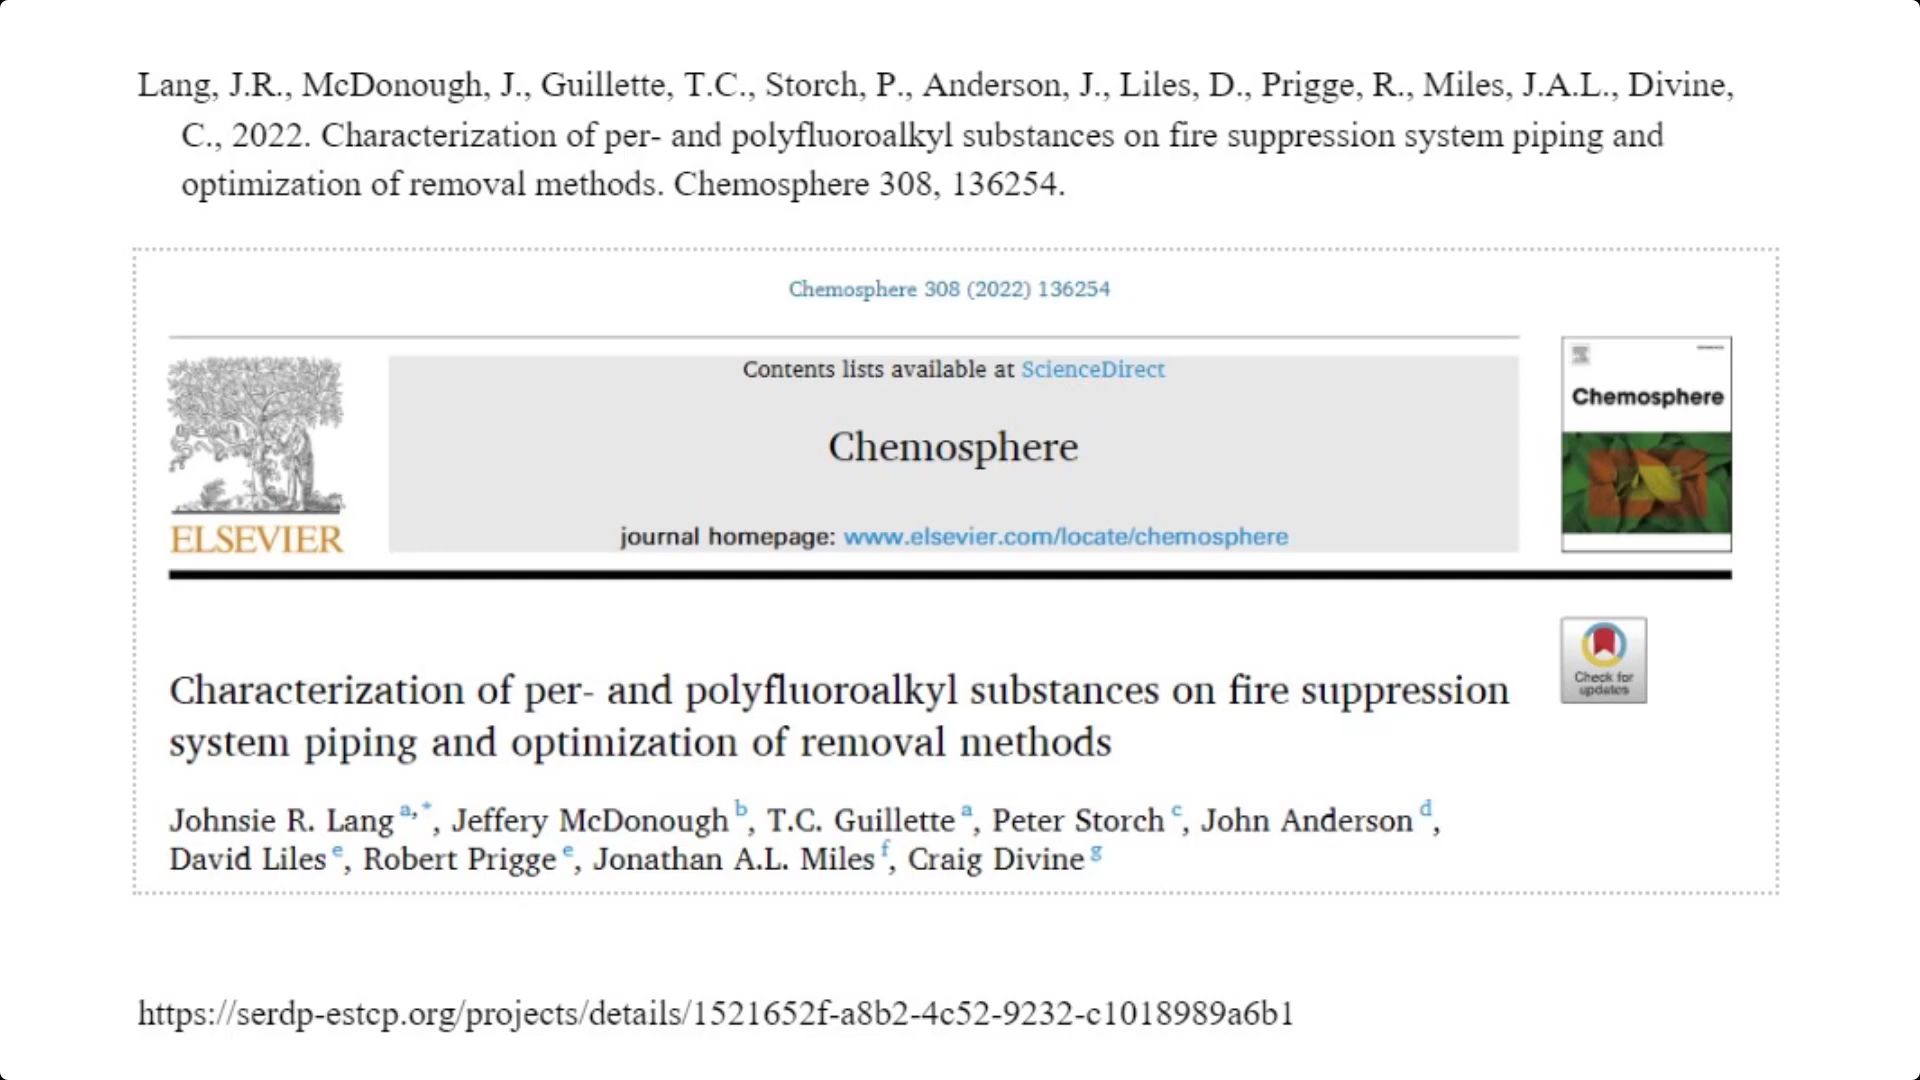 Lang, J.R., McDonough, J., Guillette, T.C., Storch, P., Anderson, J., Liles, D., Prigge, R., Miles, J.A.L., Divine,
C., 2022. Characterization of per- and polyfluoroalkyl substances on fire suppression system piping and
optimization of removal methods. Chemosphere 308, 136254.
Chemosphere 308 (2022) 136254
Contents lists available at ScienceDirect
Chemosphere
journal homepage: www.elsevier.com/locate/chemosphere
ELSEVIER
Chemosphere
Check for
updates
Characterization of per- and polyfluoroalkyl substances on fire suppression
system piping and optimization of removal methods
Johnsie R. Lang a,*, Jeffery McDonough b, T.C. Guillette a, Peter Storch c, John Anderson d,
David Liles e, Robert Prigge e, Jonathan A.L. Miles f, Craig Divine g
https://serdp-estcp.org/projects/details/1521652f-a8b2-4c52-9232-c1018989a6b1